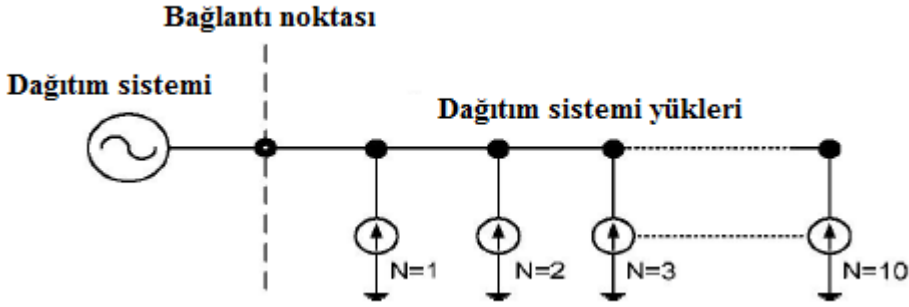 Bağlantı noktası
Dağıtım sistemi
Dağıtım sistemi yükleri
N=1
N=2
N=3
N=10